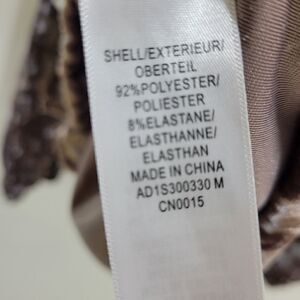 SHELL/EXTERIEUR/
OBERTEIL
92%POLYESTER/
POLIESTER
8%ELASTANE/
ELASTHANNE/
ELASTHAN
MADE IN CHINA
AD1S300330 M
CN0015